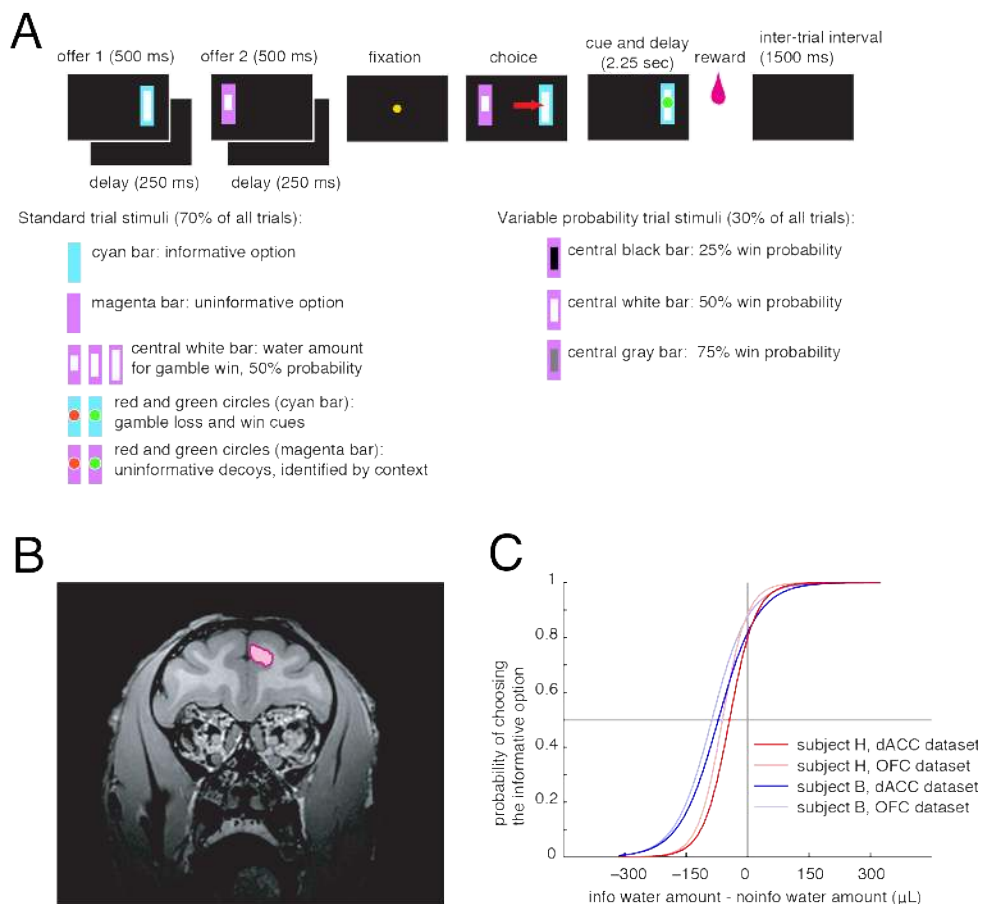 A
offer 1 (500 ms)
offer 2 (500 ms)
fixation
choice
cue and delay
(2.25 sec)
reward
inter-trial interval
(1500 ms)
delay (250 ms)
delay (250 ms)
Standard trial stimuli (70% of all trials):
cyan bar: informative option
magenta bar: uninformative option
central white bar: water amount
for gamble win, 50% probability
red and green circles (cyan bar):
gamble loss and win cues
red and green circles (magenta bar):
uninformative decoys, identified by context
Variable probability trial stimuli (30% of all trials):
central black bar: 25% win probability
central white bar: 50% win probability
central gray bar: 75% win probability
B
C
probability of choosing
the informative option
1
0.8
0.6
0.4
0.2
0
subject H, dACC dataset
subject H, OFC dataset
subject B, dACC dataset
subject B, OFC dataset
−300
−150
0
150
300
info water amount - noinfo water amount (µL)